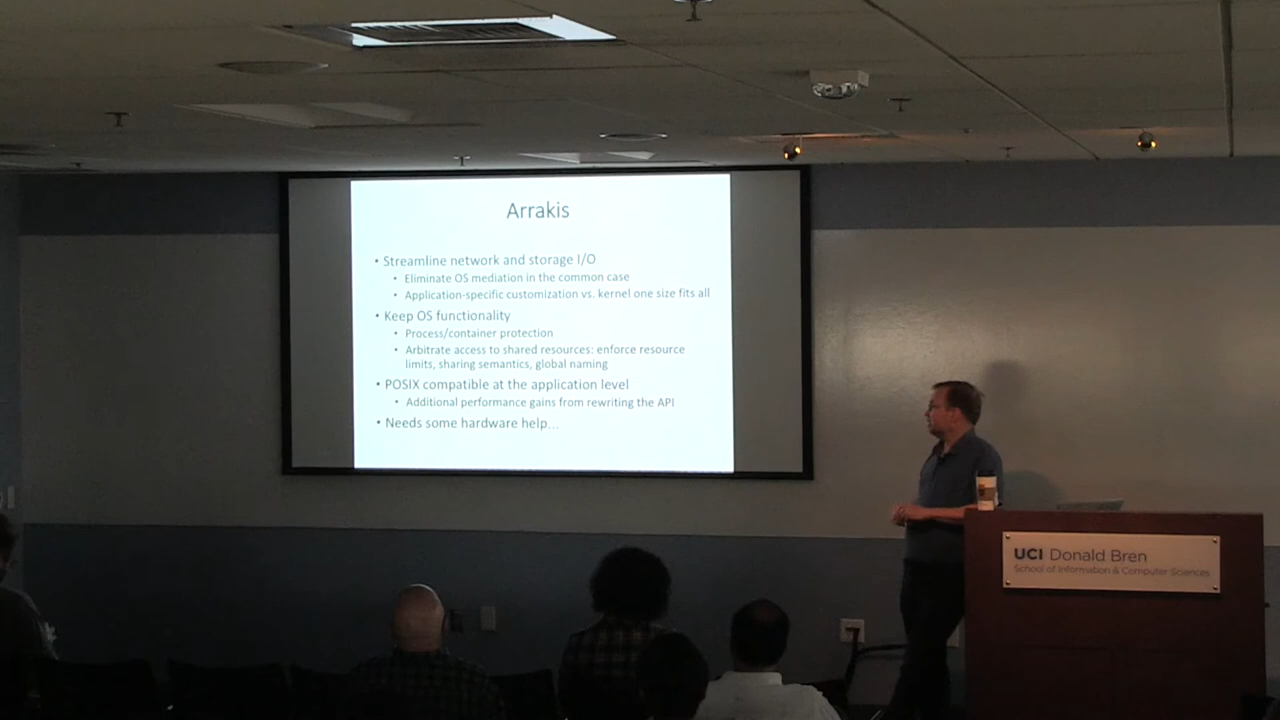 Arrakis
• Streamline network and storage I/O
• Eliminate OS mediation in the common case
• Application-specific customization vs. kernel one size fits all
• Keep OS functionality
• Process/container protection
• Arbitrate access to shared resources: enforce resource
limits, sharing semantics, global naming
• POSIX compatible at the application level
• Additional performance gains from rewriting the API
• Needs some hardware help...
UCI Donald Bren
School of Information & Computer Sciences